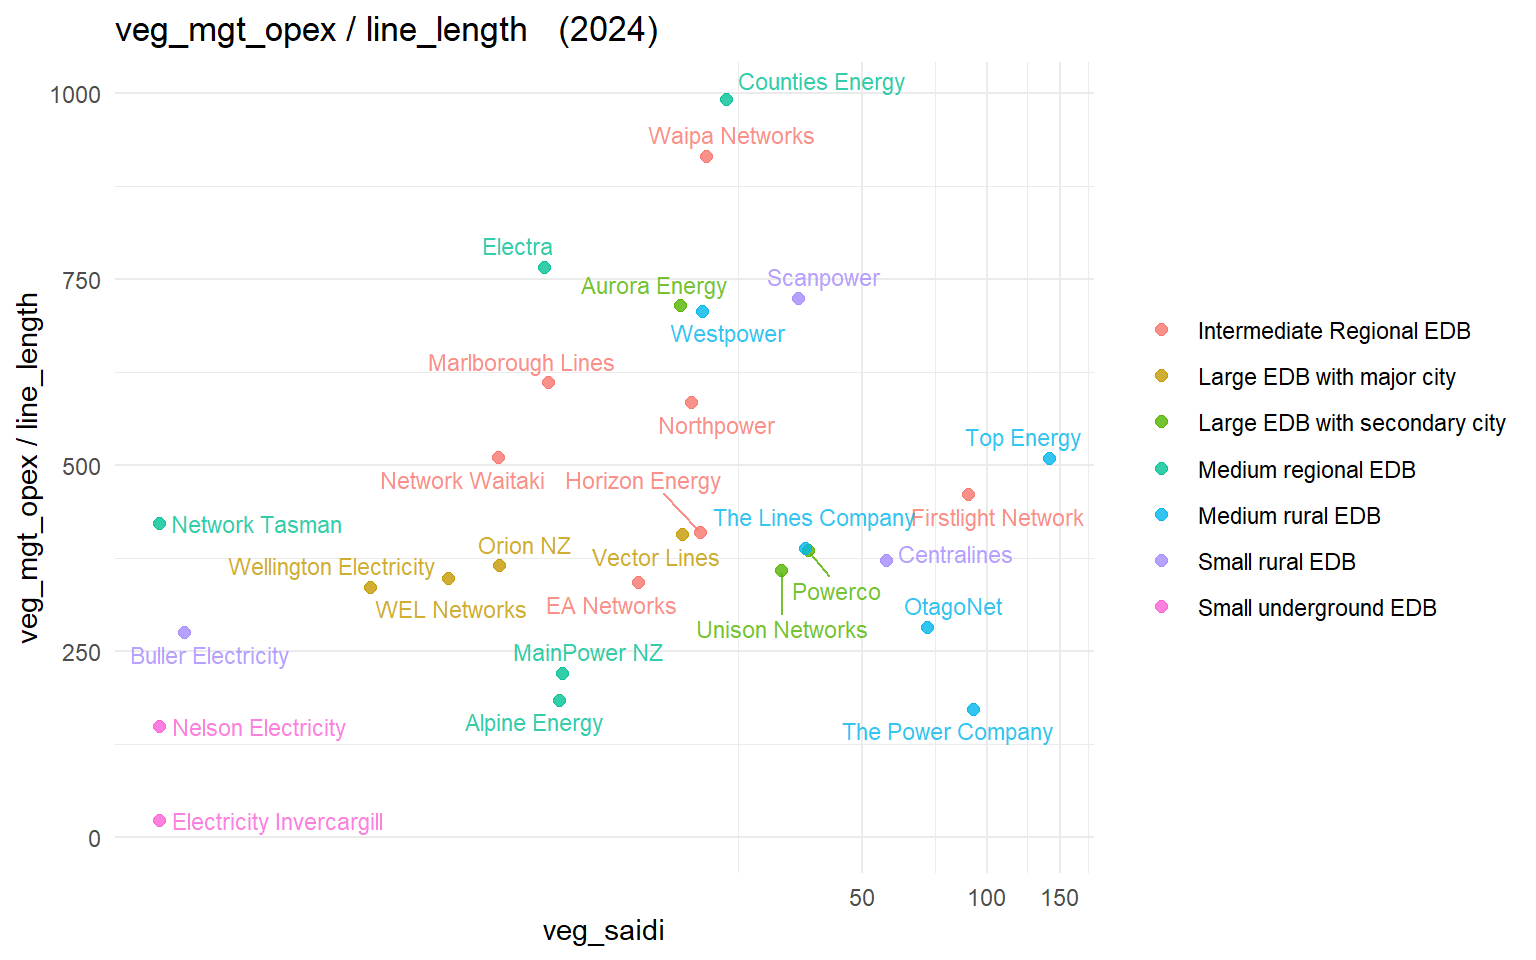 veg_mgt_opex / line_length (2024)
Counties Energy
1000
Waipa Networks
Electra
750
Scanpower
Aurora Energy
Westpower
Marlborough Lines
Northpower
Top Energy
500
Network Waitaki
Horizon Energy
Network Tasman
The Lines Company
Firstlight Network
Orion NZ
Vector Lines
Centralines
Wellington Electricity
WEL Networks
EA Networks
Powerco
OtagoNet
Unison Networks
250
Buller Electricity
MainPower NZ
Nelson Electricity
Alpine Energy
The Power Company
Electricity Invercargill
0
50
100
150
veg_saidi
veg_mgt_opex / line_length
Intermediate Regional EDB
Large EDB with major city
Large EDB with secondary city
Medium regional EDB
Medium rural EDB
Small rural EDB
Small underground EDB